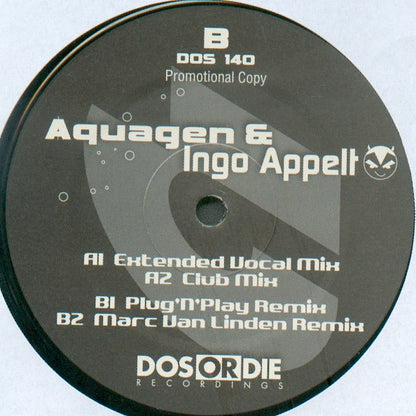 B
DOS 140
Promotional Copy
Aquagen &
Ingo Appelt
A1 Extended Vocal Mix
A2 Club Mix
B1 Plug'N'Play Remix
B2 Marc Van Linden Remix
DOS OR DIE
RECORDINGS